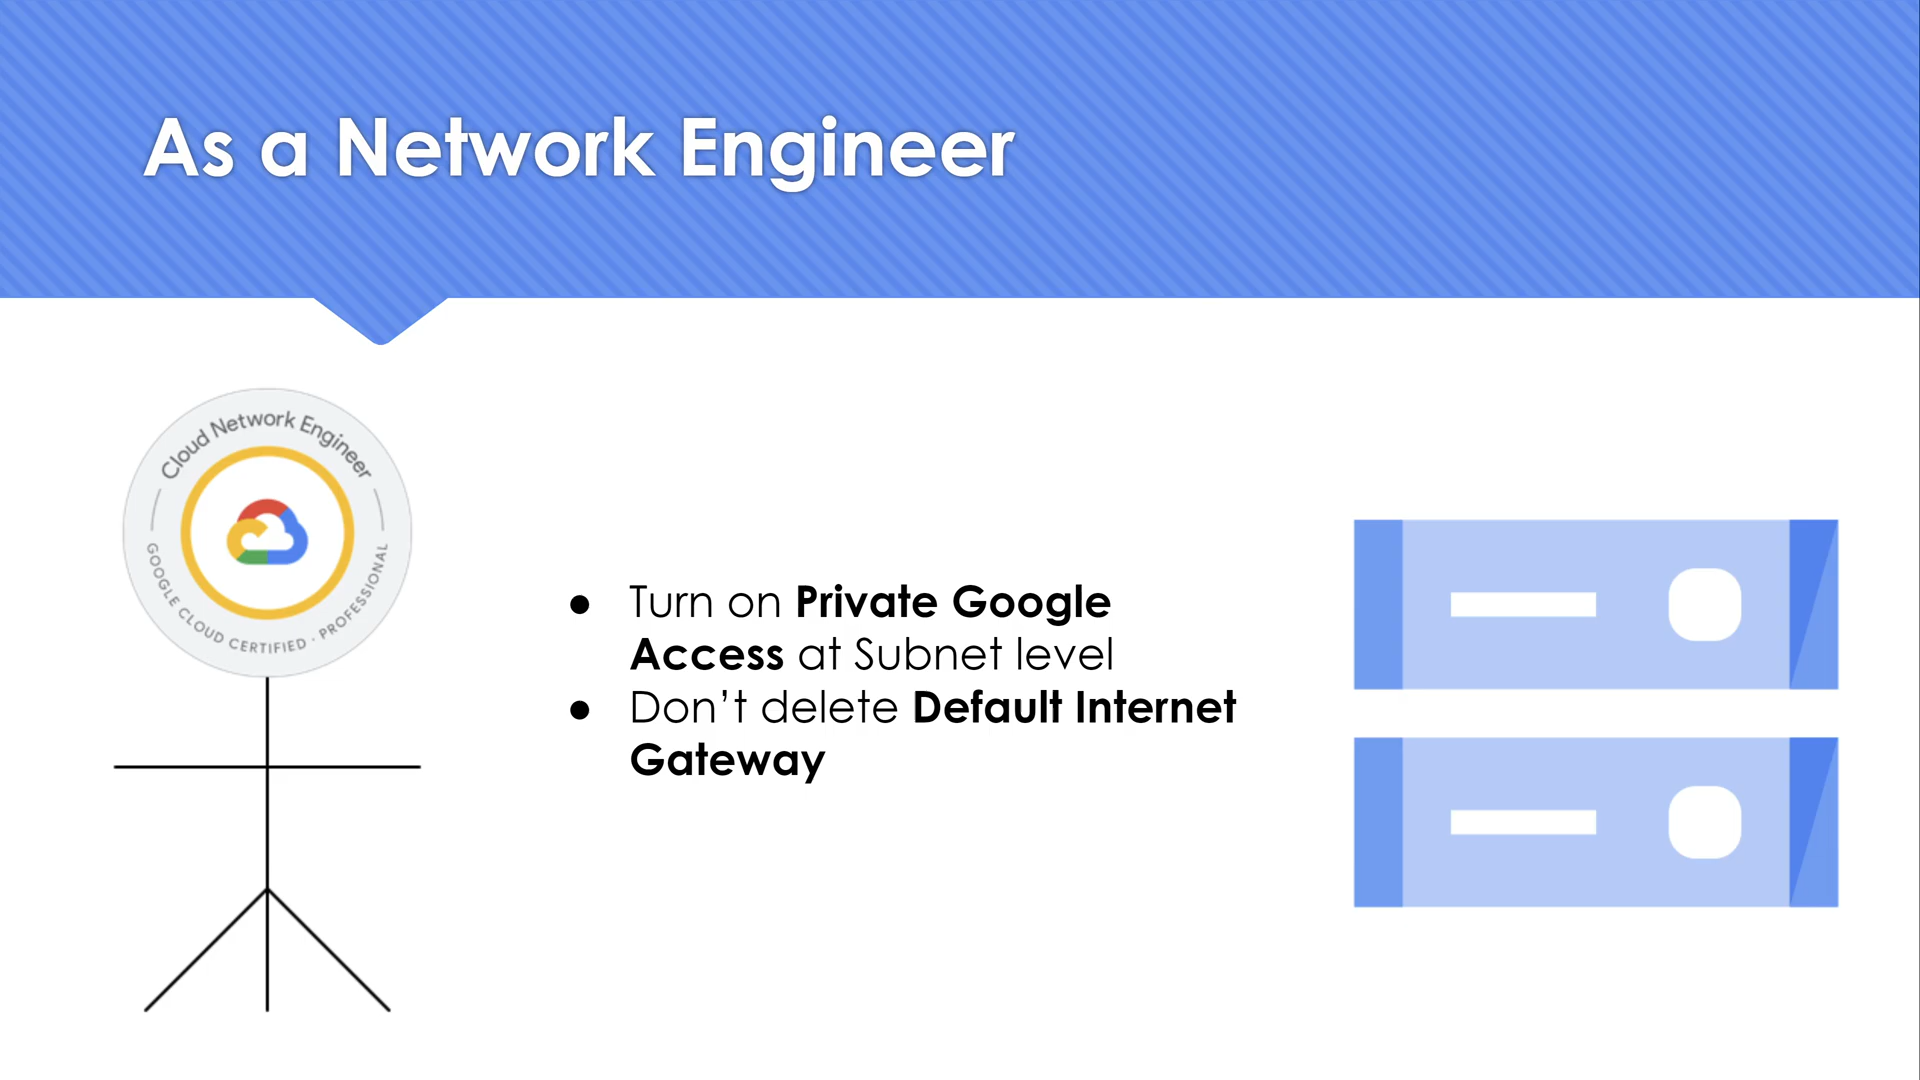 As a Network Engineer
Cloud Network Engineer
GOOGLE CLOUD CERTIFIED · PROFESSIONAL
● Turn on Private Google
Access at Subnet level
● Don’t delete Default Internet
Gateway